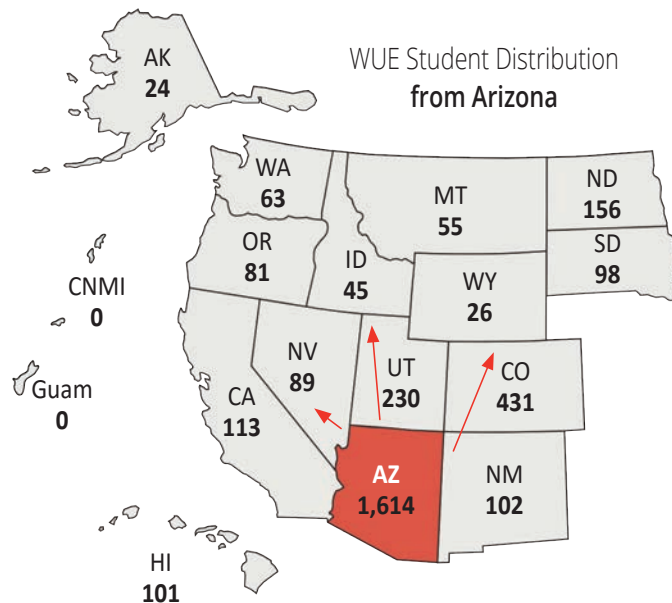 WUE Student Distribution
from Arizona
AK
24
WA
63
MT
55
ND
156
OR
81
ID
45
SD
98
WY
26
CNMI
0
NV
89
UT
230
CO
431
Guam
0
CA
113
AZ
1,614
NM
102
HI
101